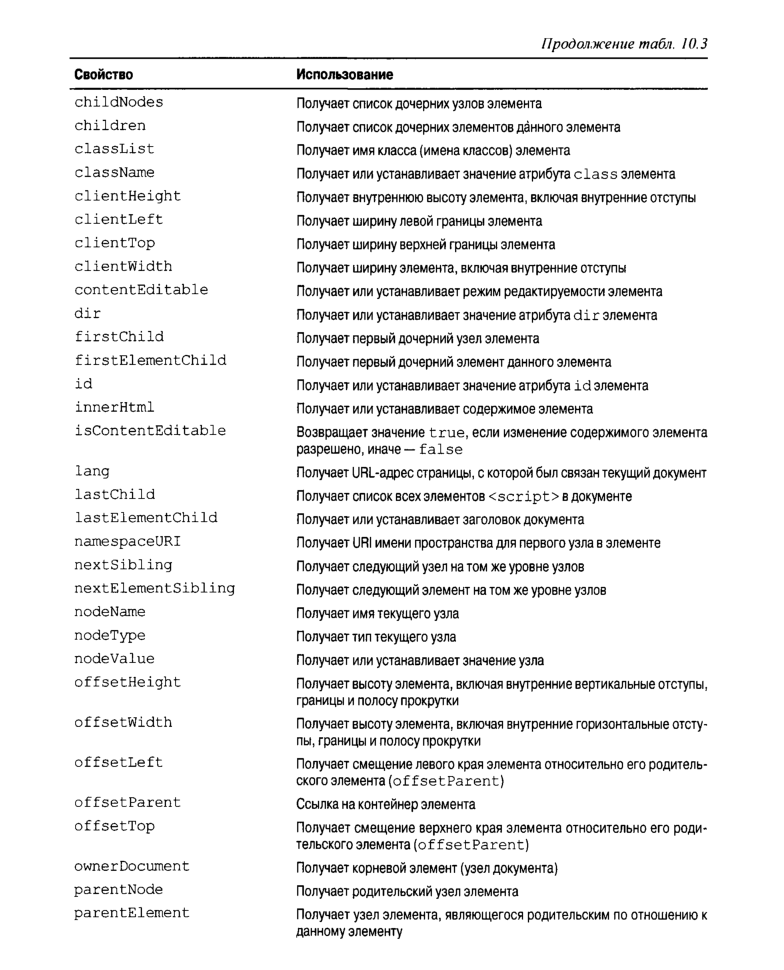 Продолжение табл. 10.3
Свойство Использование
childNodes Получает список дочерних узлов элемента
children Получает список дочерних элементов данного элемента
classList Получает имя класса (имена классов) элемента
className Получает или устанавливает значение атрибута class элемента
clientHeight Получает внутреннюю высоту элемента, включая внутренние отступы
clientLeft Получает ширину левой границы элемента
clientTop Получает ширину верхней границы элемента
clientWidth Получает ширину элемента, включая внутренние отступы
contentEditable Получает или устанавливает режим редактируемости элемента
dir Получает или устанавливает значение атрибута dir элемента
firstChild Получает первый дочерний узел элемента
firstElementChild Получает первый дочерний элемент данного элемента
id Получает или устанавливает значение атрибута id элемента
innerHtml Получает или устанавливает содержимое элемента
isContentEditable Возвращает значение true, если изменение содержимого элемента
разрешено, иначе — false
lang Получает URL-адрес страницы, с которой был связан текущий документ
lastChild Получает список всех элементов <script> в документе
lastElementChild Получает или устанавливает заголовок документа
namespaceURI Получает URI имени пространства для первого узла в элементе
nextSibling Получает следующий узел на том же уровне узлов
nextElementSibling Получает следующий элемент на том же уровне узлов
nodeName Получает имя текущего узла
nodeType Получает тип текущего узла
nodeValue Получает или устанавливает значение узла
offsetHeight Получает высоту элемента, включая внутренние вертикальные отступы,
границы и полосу прокрутки
offsetWidth Получает высоту элемента, включая внутренние горизонтальные отсту-
пы, границы и полосу прокрутки
offsetLeft Получает смещение левого края элемента относительно его родитель-
ского элемента (offsetParent)
offsetParent Ссылка на контейнер элемента
offsetTop Получает смещение верхнего края элемента относительно его роди-
тельского элемента (offsetParent)
ownerDocument Получает корневой элемент (узел документа)
parentNode Получает родительский узел элемента
parentElement Получает узел элемента, являющегося родительским по отношению к
данному элементу